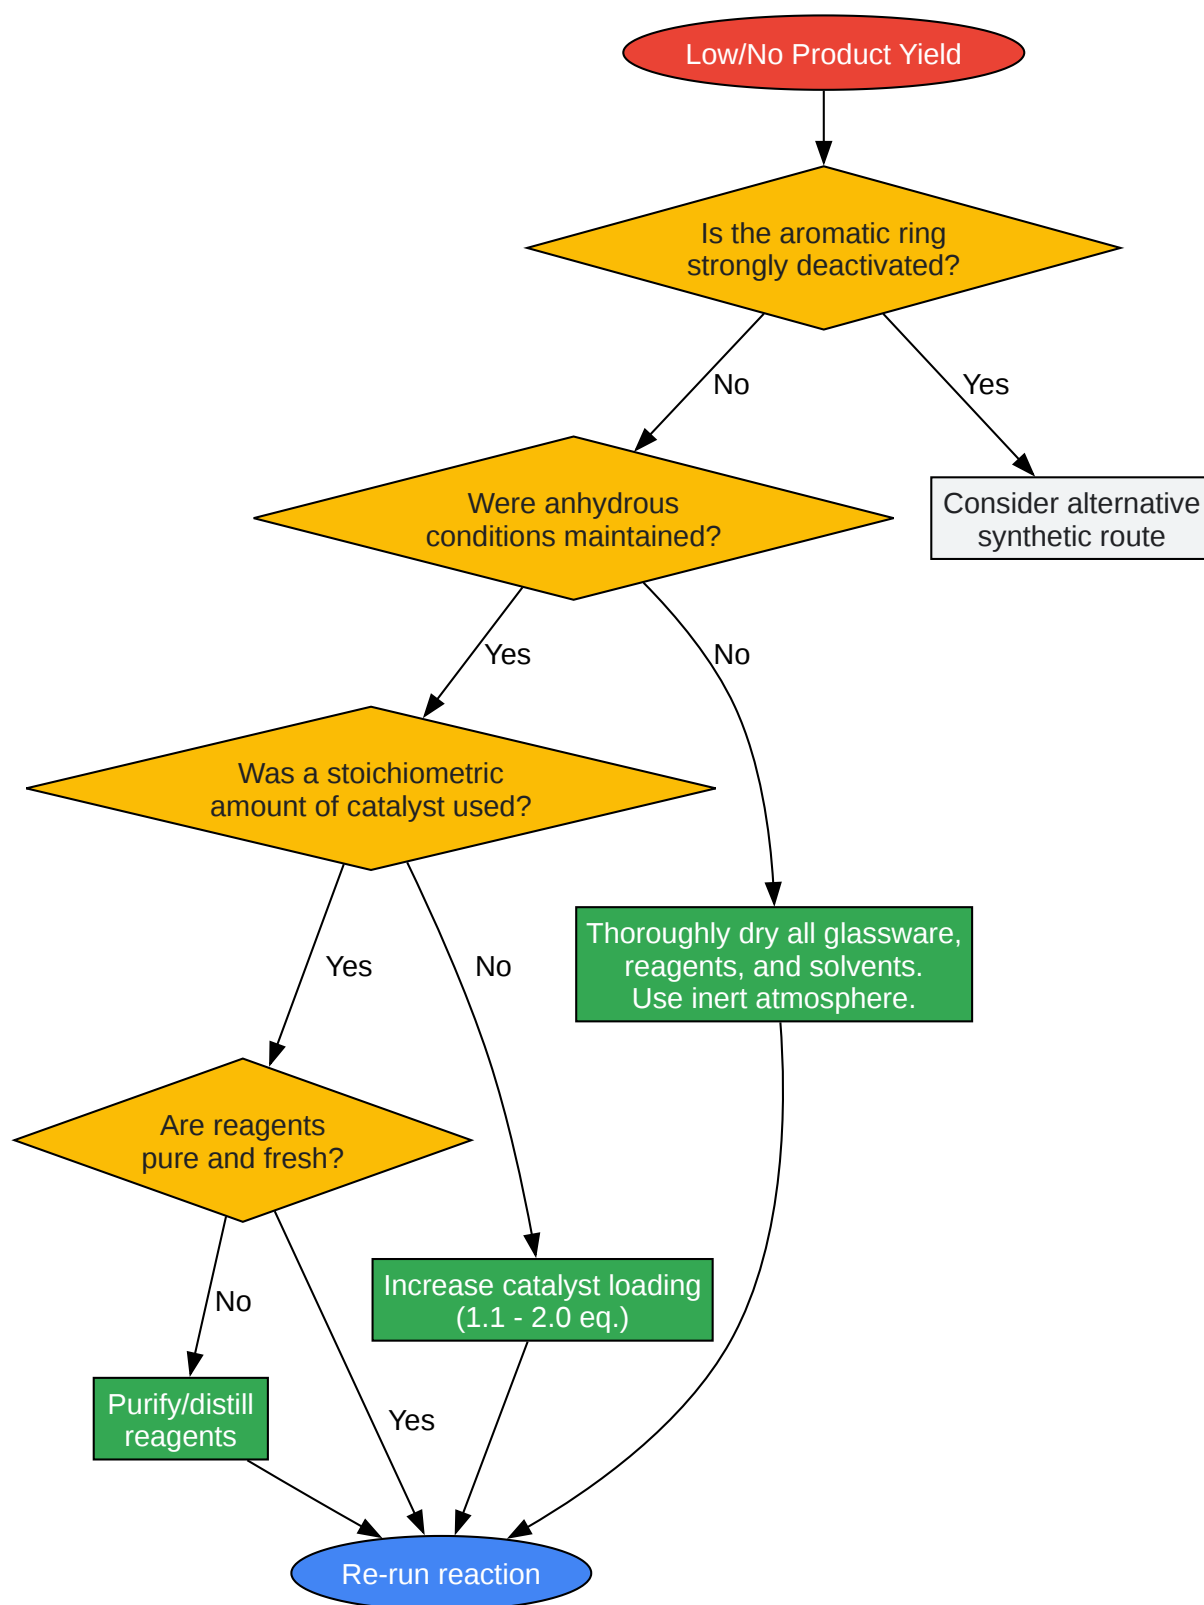 Low/No Product Yield
Is the aromatic ring
strongly deactivated?
No
Yes
Were anhydrous
conditions maintained?
Consider alternative
synthetic route
Yes
No
Was a stoichiometric
amount of catalyst used?
Yes
No
Thoroughly dry all glassware,
reagents, and solvents.
Use inert atmosphere.
Are reagents
pure and fresh?
No
Yes
Increase catalyst loading
(1.1 - 2.0 eq.)
Purify/distill
reagents
Re-run reaction